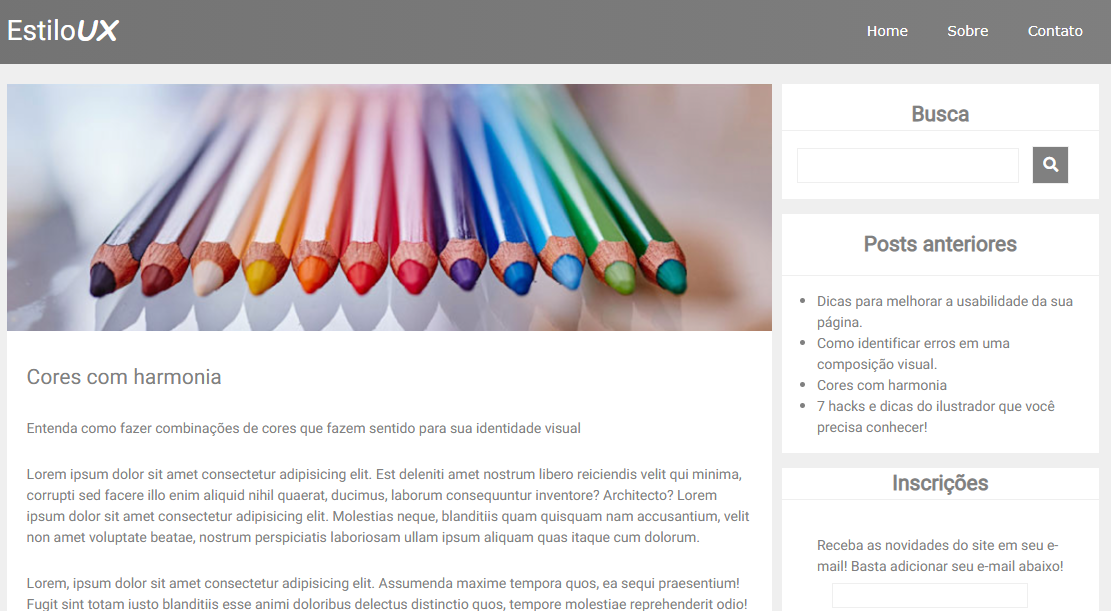 EstiloUX
Home Sobre Contato
Cores com harmonia
Entenda como fazer combinações de cores que fazem sentido para sua identidade visual
Lorem ipsum dolor sit amet consectetur adipisicing elit. Est deleniti amet nostrum libero reiciendis velit qui minima,
corrupti sed facere illo enim aliquid nihil quaerat, ducimus, laborum consequuntur inventore? Architecto? Lorem
ipsum dolor sit amet consectetur adipisicing elit. Molestias neque, blanditiis quam quisquam nam accusantium, velit
non amet voluptate beatae, nostrum perspiciatis laboriosam ullam ipsum aliquam quas itaque cum dolorum.
Lorem, ipsum dolor sit amet consectetur adipisicing elit. Assumenda maxime tempora quos, ea sequi praesentium!
Fugit sint totam iusto blanditiis esse animi doloribus delectus distinctio quos, tempore molestiae reprehenderit odio!
Busca
Posts anteriores
Dicas para melhorar a usabilidade da sua
página.
Como identificar erros em uma
composição visual.
Cores com harmonia
7 hacks e dicas do ilustrador que você
precisa conhecer!
Inscrições
Receba as novidades do site em seu e-
mail! Basta adicionar seu e-mail abaixo!